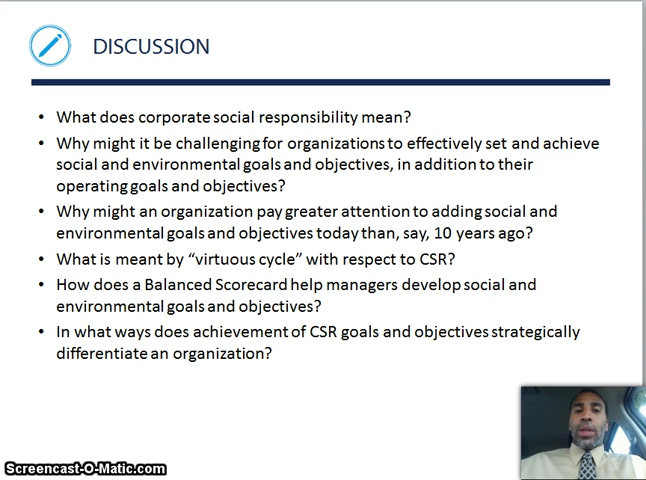 DISCUSSION
• What does corporate social responsibility mean?
• Why might it be challenging for organizations to effectively set and achieve
social and environmental goals and objectives, in addition to their
operating goals and objectives?
• Why might an organization pay greater attention to adding social and
environmental goals and objectives today than, say, 10 years ago?
• What is meant by “virtuous cycle” with respect to CSR?
• How does a Balanced Scorecard help managers develop social and
environmental goals and objectives?
• In what ways does achievement of CSR goals and objectives strategically
differentiate an organization?
Screencast-O-Matic.com